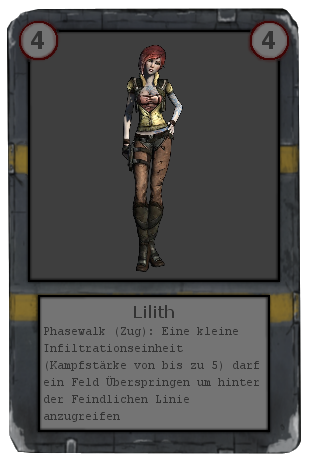 4 4
Lilith
Phasewalk (Zug): Eine kleine
Infiltrationseinheit
(Kampfstärke von bis zu 5) darf
ein Feld Überspringen um hinter
der Feindlichen Linie
anzugreifen